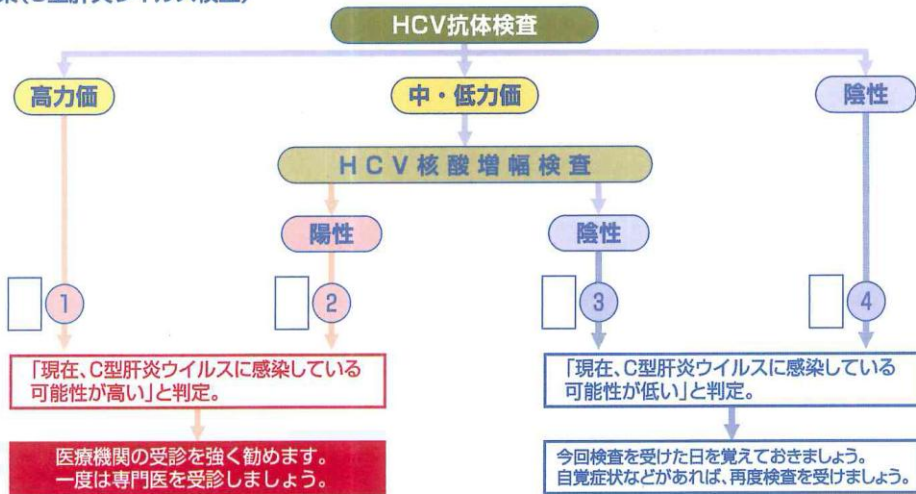 HCV抗体検査
高力価
中・低力価
陰性
HCV核酸増幅検査
陽性
陰性
1
2
3
4
「現在、C型肝炎ウイルスに感染している
可能性が高い」と判定。
「現在、C型肝炎ウイルスに感染している
可能性が低い」と判定。
医療機関の受診を強く勧めます。
一度は専門医を受診しましょう。
今回検査を受けた日を覚えておきましょう。
自覚症状などがあれば、再度検査を受けましょう。